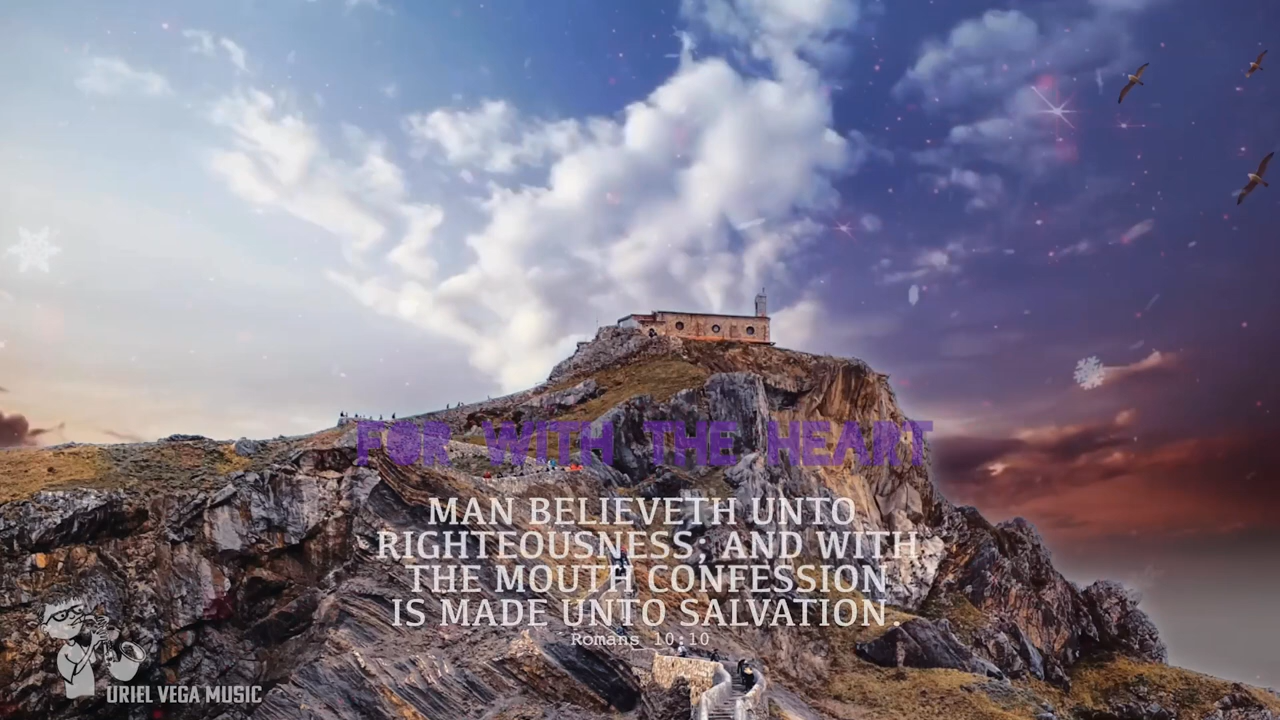 FOR WITH THE HEART
MAN BELIEVETH UNTO
RIGHTEOUSNESS; AND WITH
THE MOUTH CONFESSION
IS MADE UNTO SALVATION.
Romans 10:10
URIEL VEGA MUSIC